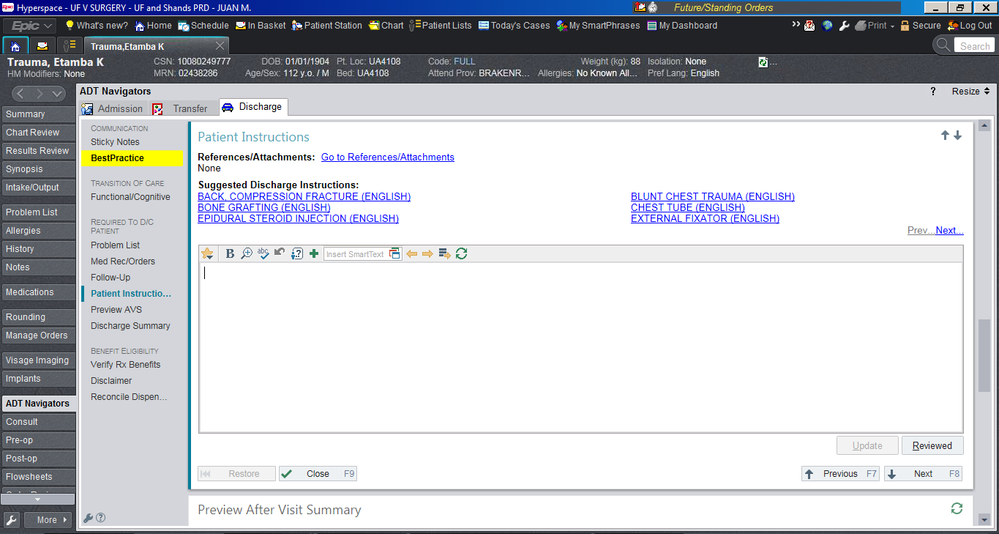 Epic Hyperspace - UF V SURGERY - UF and Shands PRD - JUAN M.
Future/Standing Orders
Epic What's new? Home Schedule In Basket Patient Station Chart Patient Lists Today's Cases My SmartPhrases My Dashboard Print Secure Log Out
Trauma,Etamba K
Search
Trauma, Etamba K CSN: 10080249777 DOB: 01/01/1904 Pt. Loc: UA4108 Code: FULL Weight (kg): 88 Isolation: None
HM Modifiers: None MRN: 02438286 Age/Sex: 112 y.o. / M Bed: UA4108 Attend Prov: BRAKENR... Allergies: No Known All... Pref Lang: English
Summary
Chart Review
Results Review
Synopsis
Intake/Output
Problem List
Allergies
History
Notes
Medications
Rounding
Manage Orders
Visage Imaging
Implants
ADT Navigators
Consult
Pre-op
Post-op
Flowsheets
More
ADT Navigators
? Resize
Admission Transfer Discharge
COMMUNICATION
Sticky Notes
BestPractice
TRANSITION OF CARE
Functional/Cognitive
REQUIRED TO D/C
PATIENT
Problem List
Med Rec/Orders
Follow-Up
Patient Instructio...
Preview AVS
Discharge Summary
BENEFIT ELIGIBILITY
Verify Rx Benefits
Disclaimer
Reconcile Dispen...
Patient Instructions
References/Attachments: Go to References/Attachments
None
Suggested Discharge Instructions:
BACK, COMPRESSION FRACTURE (ENGLISH) BLUNT CHEST TRAUMA (ENGLISH)
BONE GRAFTING (ENGLISH) CHEST TUBE (ENGLISH)
EPIDURAL STEROID INJECTION (ENGLISH) EXTERNAL FIXATOR (ENGLISH)
Prev... Next...
B abc Insert SmartText
Update Reviewed
Restore Close F9 Previous F7 Next F8
Preview After Visit Summary